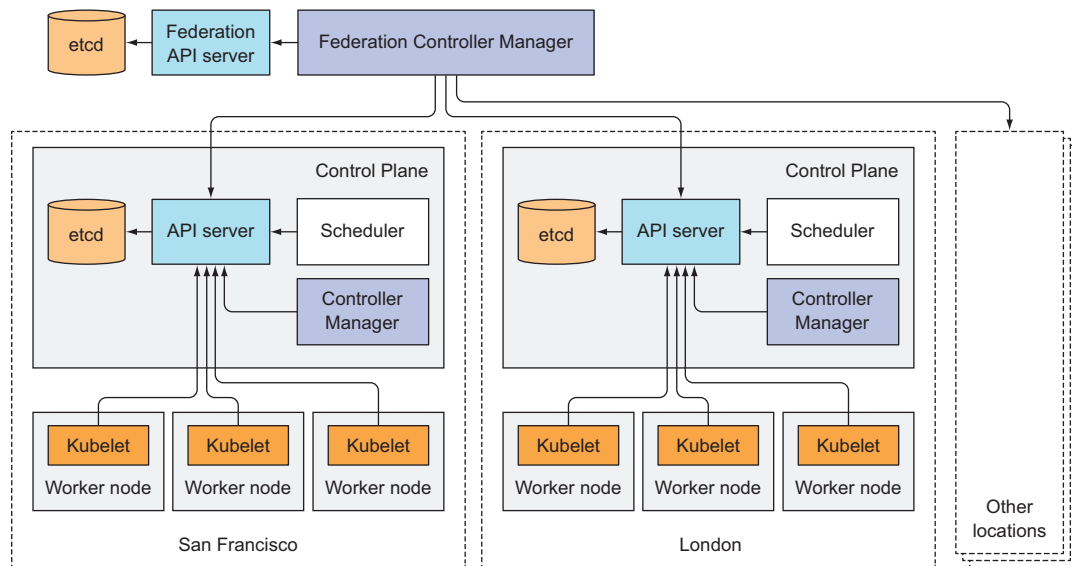 etcd
Federation
API server
Federation Controller Manager
Control Plane
etcd
API server
Scheduler
Controller
Manager
Kubelet
Kubelet
Kubelet
Worker node
Worker node
Worker node
San Francisco
Control Plane
etcd
API server
Scheduler
Controller
Manager
Kubelet
Kubelet
Kubelet
Worker node
Worker node
Worker node
London
Other
locations